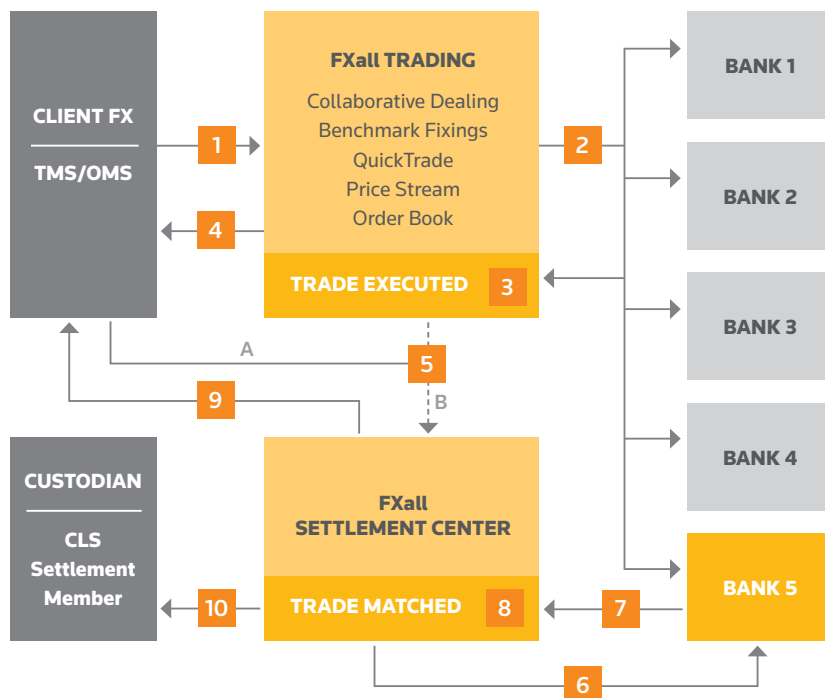 CLIENT FX
TMS/OMS
1
4
FXall TRADING
Collaborative Dealing
Benchmark Fixings
QuickTrade
Price Stream
Order Book
TRADE EXECUTED
3
2
BANK 1
BANK 2
BANK 3
BANK 4
BANK 5
A
5
B
9
CUSTODIAN
CLS
Settlement
Member
10
FXall
SETTLEMENT CENTER
TRADE MATCHED
8
7
6